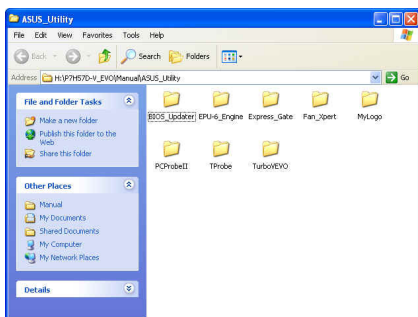 ASUS_Utility
File Edit View Favorites Tools Help
Back Search Folders
Address H:\P7H57D-V_EVO\Manual\ASUS_Utility Go
File and Folder Tasks
Make a new folder
Publish this folder to the Web
Share this folder
Other Places
Manual
My Documents
Shared Documents
My Computer
My Network Places
Details
BIOS_Updater EPU-6_Engine Express_Gate Fan_Xpert MyLogo
PCProbeII TProbe TurboVEVO